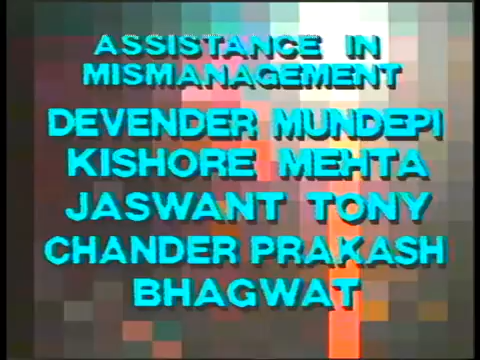 ASSISTANCE IN
MISMANAGEMENT
DEVENDER MUNDEPI
KISHORE MEHTA
JASWANT TONY
CHANDER PRAKASH
BHAGWAT